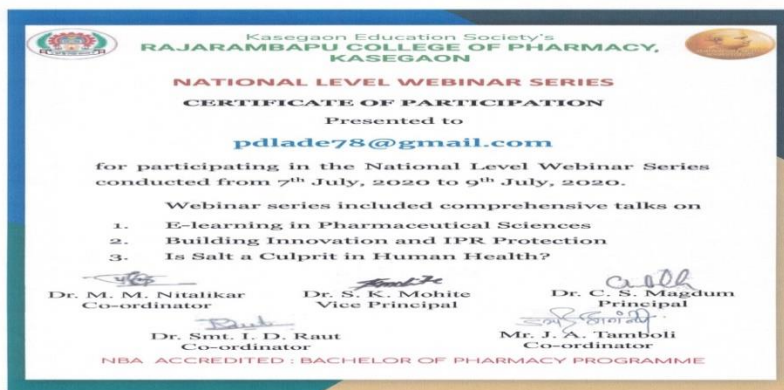 Kasegaon Education Society's
RAJARAMBAPU COLLEGE OF PHARMACY,
KASEGAON
NATIONAL LEVEL WEBINAR SERIES
CERTIFICATE OF PARTICIPATION
Presented to
pdlade78@gmail.com
for participating in the National Level Webinar Series
conducted from 7th July, 2020 to 9th July, 2020.
Webinar series included comprehensive talks on
1. E-learning in Pharmaceutical Sciences
2. Building Innovation and IPR Protection
3. Is Salt a Culprit in Human Health?
Dr. M. M. Nitalikar
Co-ordinator
Dr. S. K. Mohite
Vice Principal
Dr. C. S. Magdum
Principal
Dr. Smt. I. D. Raut
Co-ordinator
Mr. J. A. Tamboli
Co-ordinator
NBA ACCREDITED : BACHELOR OF PHARMACY PROGRAMME